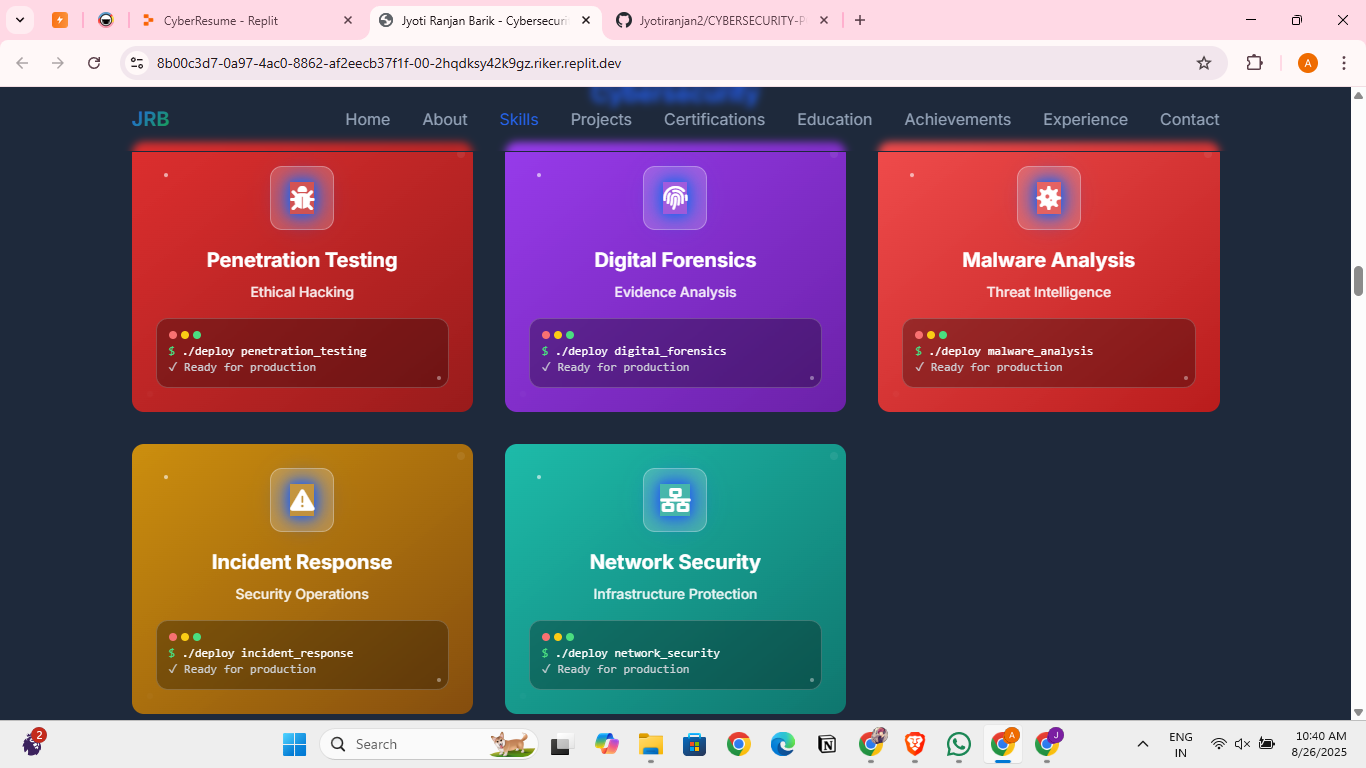 CyberResume - Replit
Jyoti Ranjan Barik - Cybersecuri
Jyotiranjan2/CYBERSECURITY-P
8b00c3d7-0a97-4ac0-8862-af2eecb37f1f-00-2hqdksy42k9gz.riker.replit.dev
A
Cybersecurity
JRB
Home
About
Skills
Projects
Certifications
Education
Achievements
Experience
Contact
Penetration Testing
Ethical Hacking
$ ./deploy penetration_testing
✓ Ready for production
Digital Forensics
Evidence Analysis
$ ./deploy digital_forensics
✓ Ready for production
Malware Analysis
Threat Intelligence
$ ./deploy malware_analysis
✓ Ready for production
Incident Response
Security Operations
$ ./deploy incident_response
✓ Ready for production
Network Security
Infrastructure Protection
$ ./deploy network_security
✓ Ready for production
2
Search
A
J
ENG
IN
10:40 AM
8/26/2025